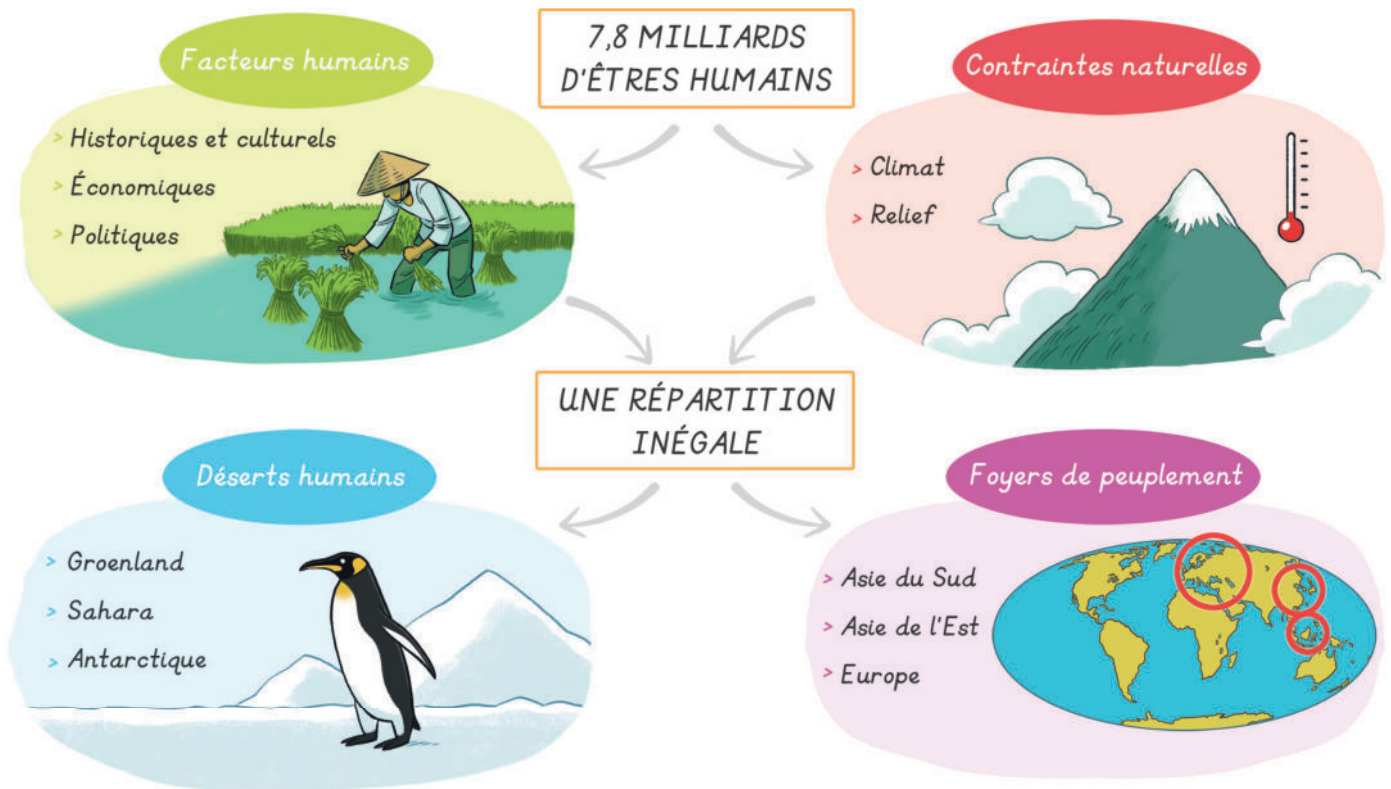 7,8 MILLIARDS
D'ÊTRES HUMAINS
Facteurs humains
> Historiques et culturels
> Économiques
> Politiques
Contraintes naturelles
> Climat
> Relief
UNE RÉPARTITION
INÉGALE
Déserts humains
> Groenland
> Sahara
> Antarctique
Foyers de peuplement
> Asie du Sud
> Asie de l'Est
> Europe